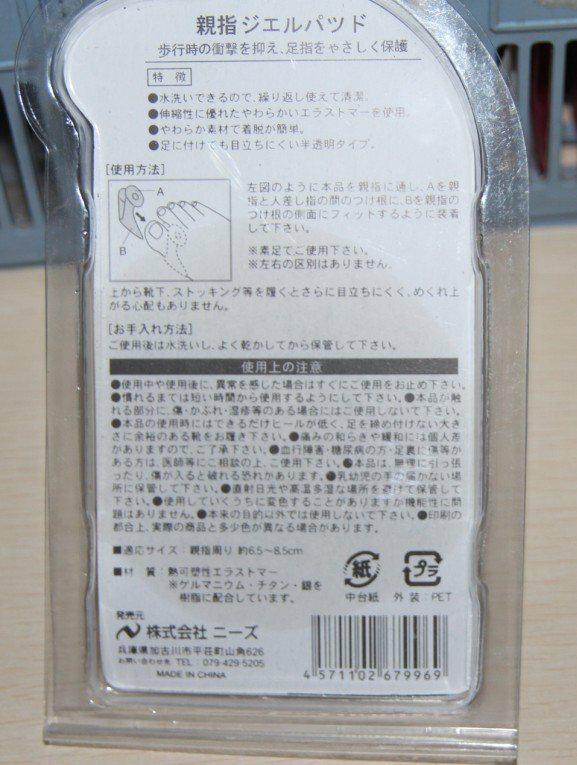 親指ジエルパツド
歩行時の衝撃を抑え、足指をやさしく保護
特徴
●水洗いできるので、繰り返し使えて清潔。
●伸縮性に優れたやわらかいエラストマーを使用。
●やわらか素材で着脱が簡単。
●足に付けても目立ちにくい半透明タイプ。
[使用方法]
A
B
左図のように本品を親指に通し、Aを親
指と人差し指の間のつけ根に、Bを親指の
つけ根の側面にフィットするように装着
して下さい。
※素足でご使用下さい。
※左右の区別はありません。
上から靴下、ストッキング等を履くとさらに目立ちにくく、めくれ上
がる心配もありません。
[お手入れ方法]
ご使用後は水洗いし、よく乾かしてから保管して下さい。
使用上の注意
●使用中や使用後に、異常を感じた場合はすぐにご使用をお止め下さい。
●慣れるまでは短い時間から使用するようにして下さい。●本品が触
れる部分に、傷・かぶれ・湿疹等のある場合にはご使用しないで下さい。
●本品の使用時にはできるだけヒールが低く、足を締め付けない大き
さに余裕のある靴をお履き下さい。●痛みの和らぎや緩和には個人差
がありますので、ご了承下さい。●血行障害・糖尿病の方・足裏に傷等が
ある方は、医師等にご相談の上、ご使用下さい。●本品は、無理に引っ張
ったり、傷が入ると破れる恐れがあります。●乳幼児の手の届かない場
所に保管して下さい。●直射日光や高温多湿な場所を避けて保管して
下さい。●使用していくうちに変色することがありますが機能性に問
題はありません。●本来の目的以外では使用しないで下さい。●印刷の
都合上、実際の商品と多少色が異なる場合があります。
■適応サイズ：親指周り 約6.5～8.5cm
■材 質：熱可塑性エラストマー
※ゲルマニウム・チタン・銀を
樹脂に配合しています。
紙
中台紙
プラ
外装：PET
発売元
株式会社 ニーズ
兵庫県加古川市平荘町山角626
お問い合わせ先 TEL：079-429-5205
MADE IN CHINA
4 571102 679969